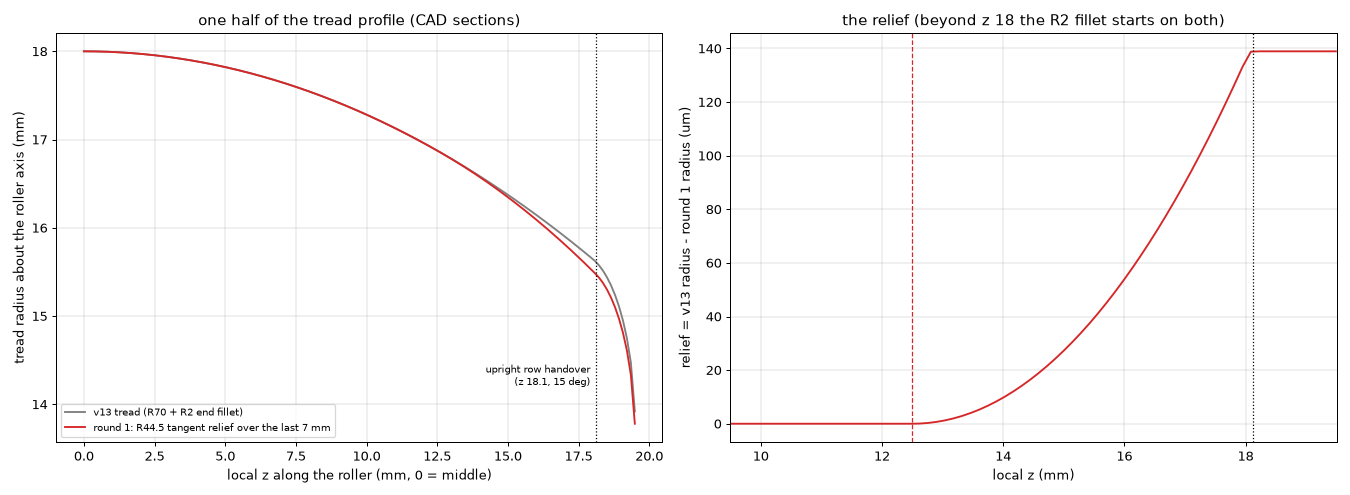 one half of the tread profile (CAD sections)
tread radius about the roller axis (mm)
18
17
16
15
14
upright row handover
(z 18.1, 15 deg)
v13 tread (R70 + R2 end fillet)
round 1: R44.5 tangent relief over the last 7 mm
0.0 2.5 5.0 7.5 10.0 12.5 15.0 17.5 20.0
local z along the roller (mm, 0 = middle)
the relief (beyond z 18 the R2 fillet starts on both)
relief = v13 radius - round 1 radius (um)
140
120
100
80
60
40
20
0
10 12 14 16 18
local z (mm)